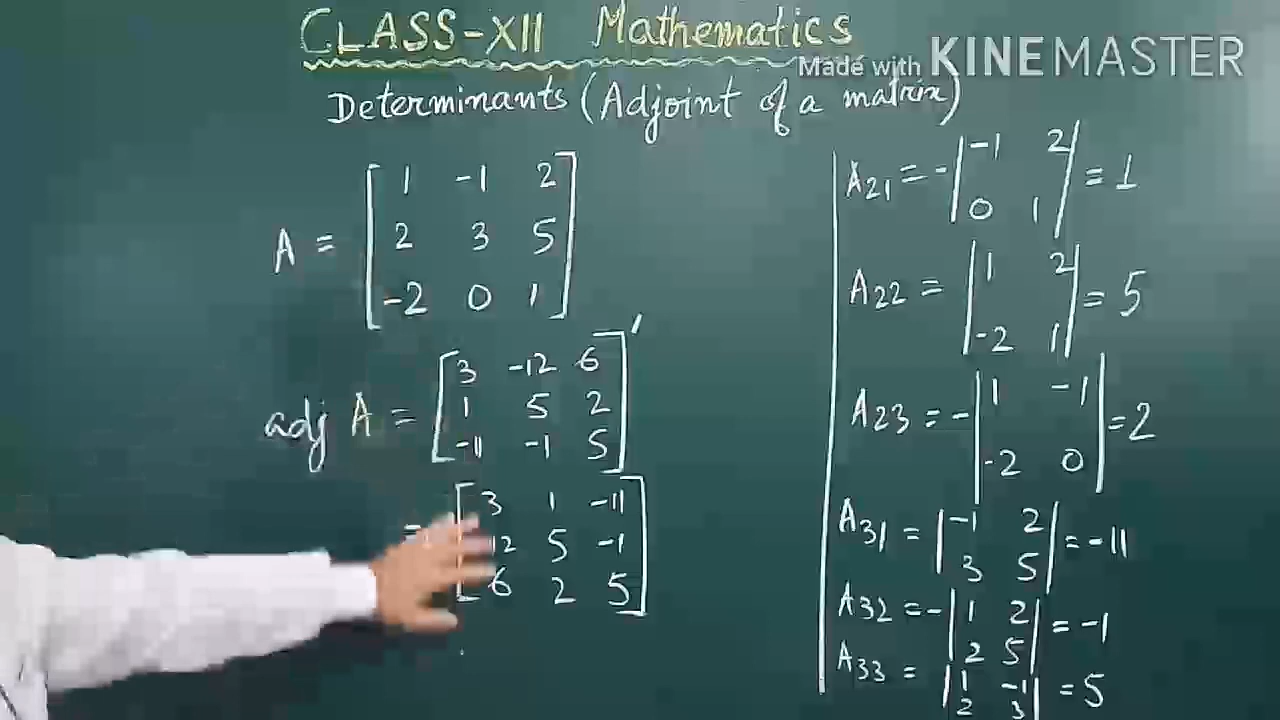 CLASS-XII Mathematics
Made with KINEMASTER
Determinants (Adjoint of a matrix)
A = [ 1 -1 2
2 3 5
-2 0 1 ]
adj A = [ 3 -12 6
1 5 2
-11 -1 5 ]'
= [ 3 1 -11
12 5 -1
6 2 5 ]
A21 = - | -1 2
0 1 | = 1
A22 = | 1 2
-2 1 | = 5
A23 = - | 1 -1
-2 0 | = 2
A31 = | -1 2
3 5 | = -11
A32 = - | 1 2
2 5 | = -1
A33 = | 1 -1
2 3 | = 5